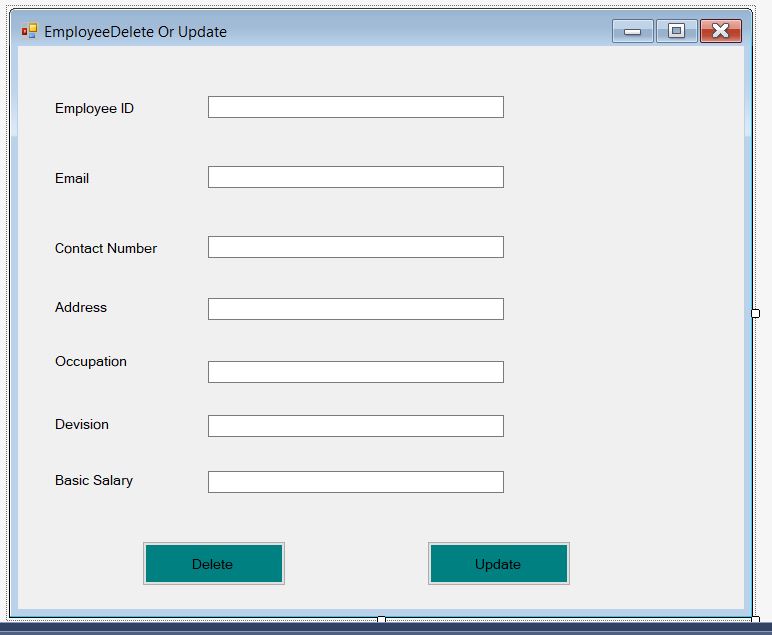 EmployeeDelete Or Update
Employee ID
Email
Contact Number
Address
Occupation
Devision
Basic Salary
Delete
Update